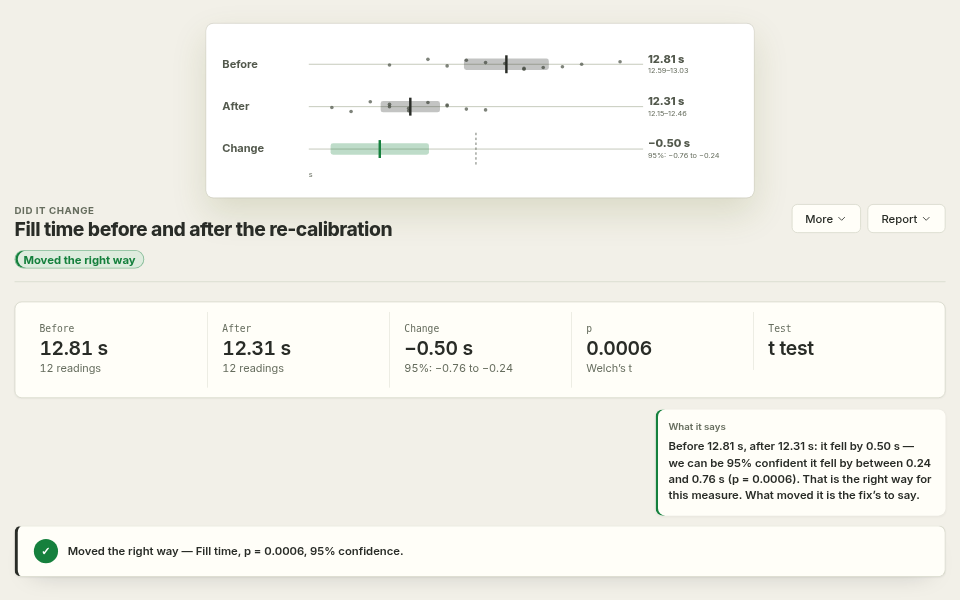 Before
12.81 s
12.59–13.03
After
12.31 s
12.15–12.46
Change
−0.50 s
95%: −0.76 to −0.24
s
DID IT CHANGE
Fill time before and after the re-calibration
More
Report
Moved the right way
Before
12.81 s
12 readings
After
12.31 s
12 readings
Change
−0.50 s
95%: −0.76 to −0.24
p
0.0006
Welch’s t
Test
t test
What it says
Before 12.81 s, after 12.31 s: it fell by 0.50 s —
we can be 95% confident it fell by between 0.24
and 0.76 s (p = 0.0006). That is the right way for
this measure. What moved it is the fix’s to say.
Moved the right way — Fill time, p = 0.0006, 95% confidence.